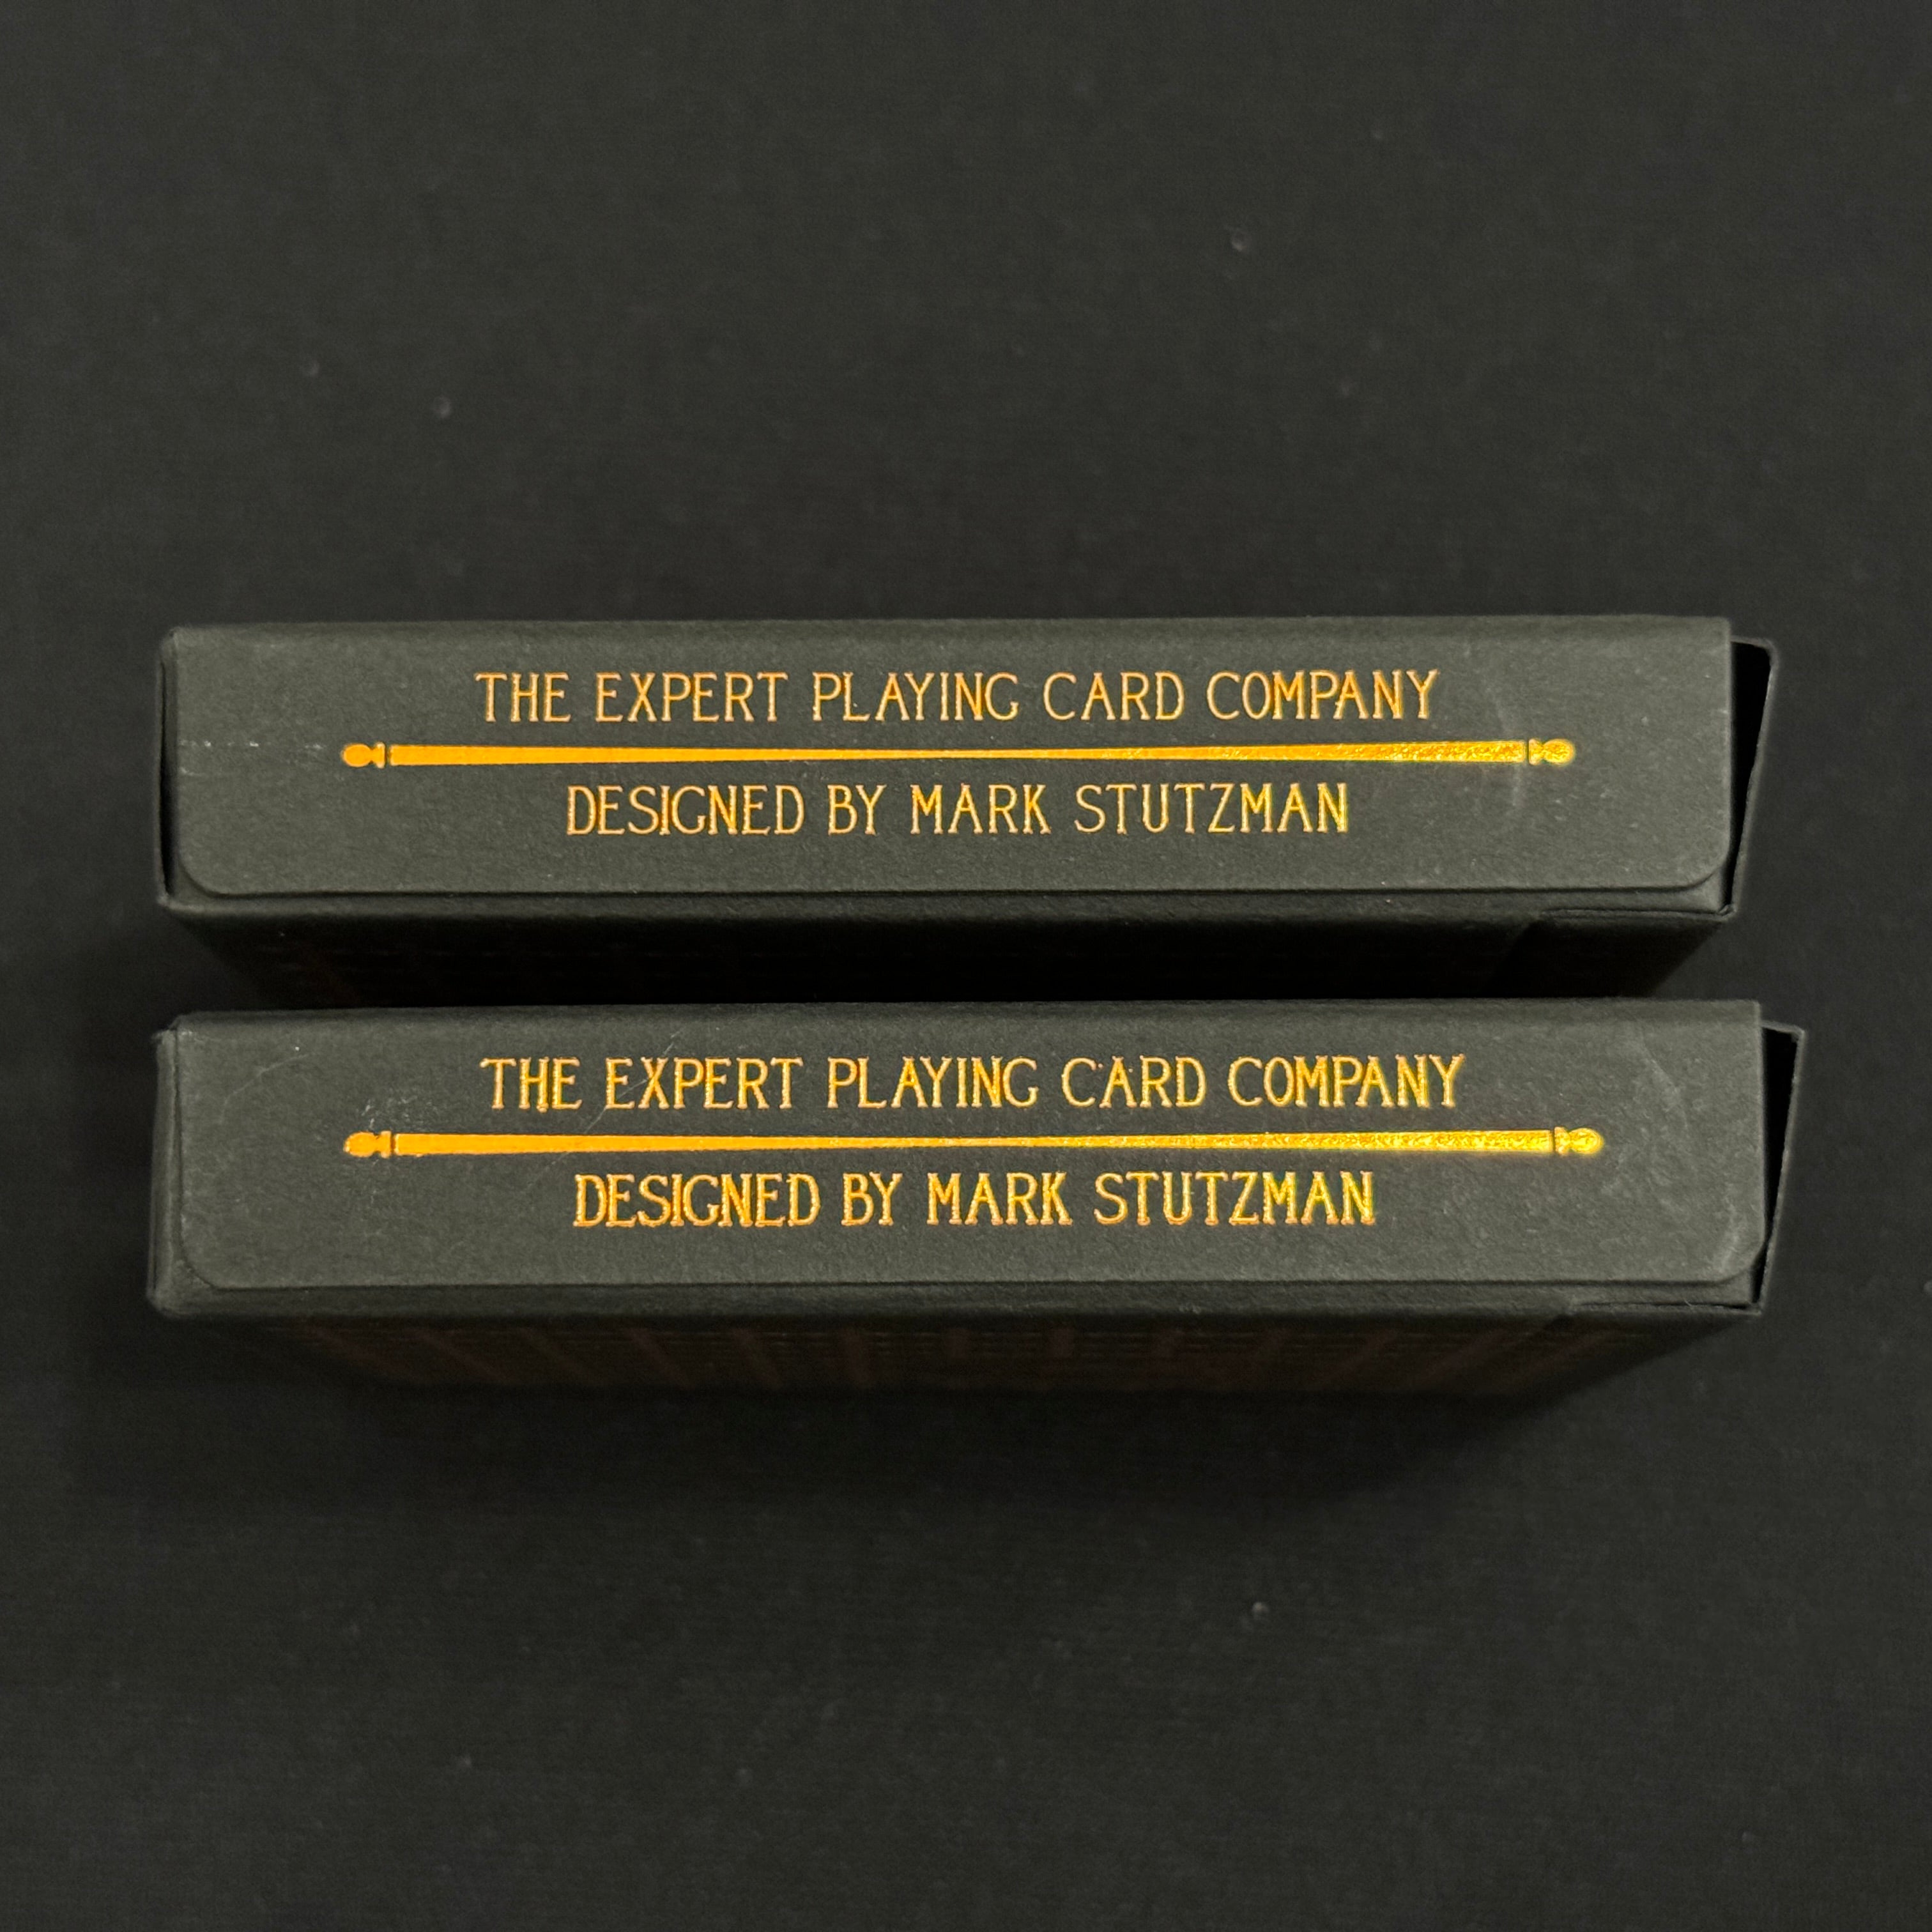 THE EXPERT PLAYING CARD COMPANY
DESIGNED BY MARK STUTZMAN
THE EXPERT PLAYING CARD COMPANY
DESIGNED BY MARK STUTZMAN